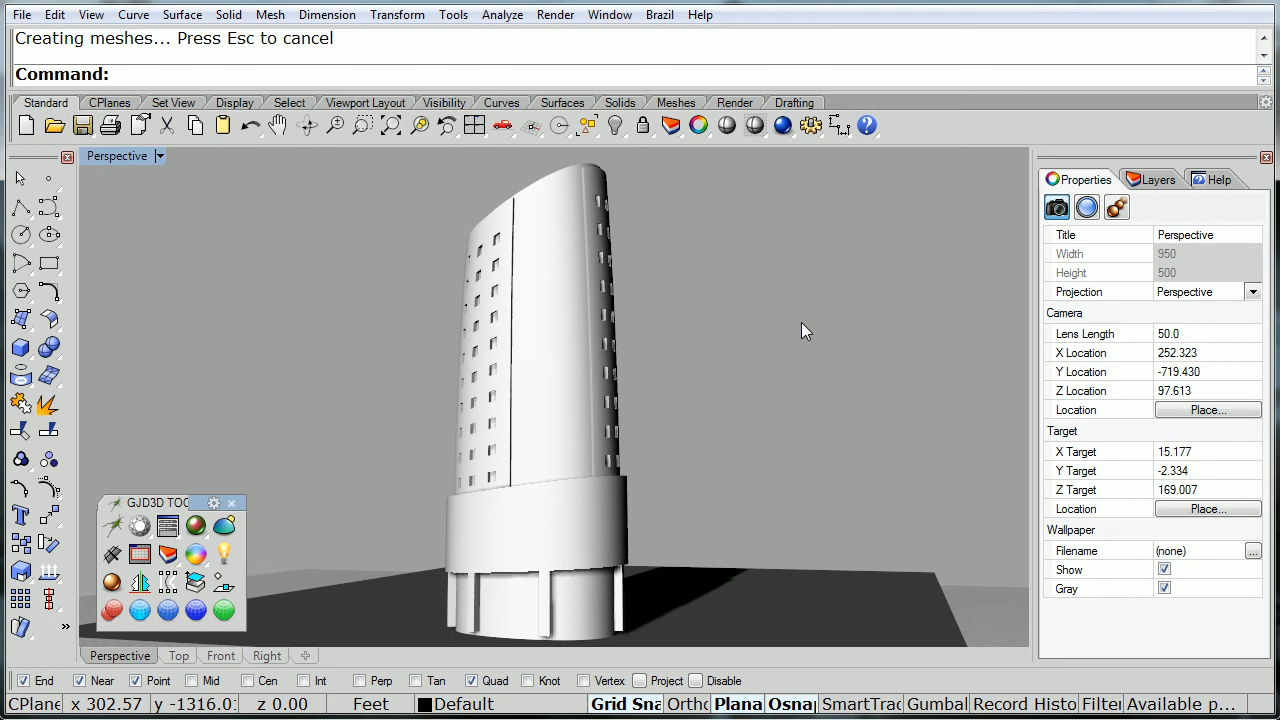 File Edit View Curve Surface Solid Mesh Dimension Transform Tools Analyze Render Window Brazil Help
Creating meshes... Press Esc to cancel
Command:
Standard CPlanes Set View Display Select Viewport Layout Visibility Curves Surfaces Solids Meshes Render Drafting
Perspective
Properties Layers Help
Title Perspective
Width 950
Height 500
Projection Perspective
Camera
Lens Length 50.0
X Location 252.323
Y Location -719.430
Z Location 97.613
Location Place...
Target
X Target 15.177
Y Target -2.334
Z Target 169.007
Location Place...
Wallpaper
Filename (none) ...
Show
Gray
GJD3D TOO
Perspective Top Front Right
End Near Point Mid Cen Int Perp Tan Quad Knot Vertex Project Disable
CPlane x 302.57 y -1316.01 z 0.00 Feet Default Grid Sna Ortho Plana Osnap SmartTrac Gumbal Record History Filter Available p...